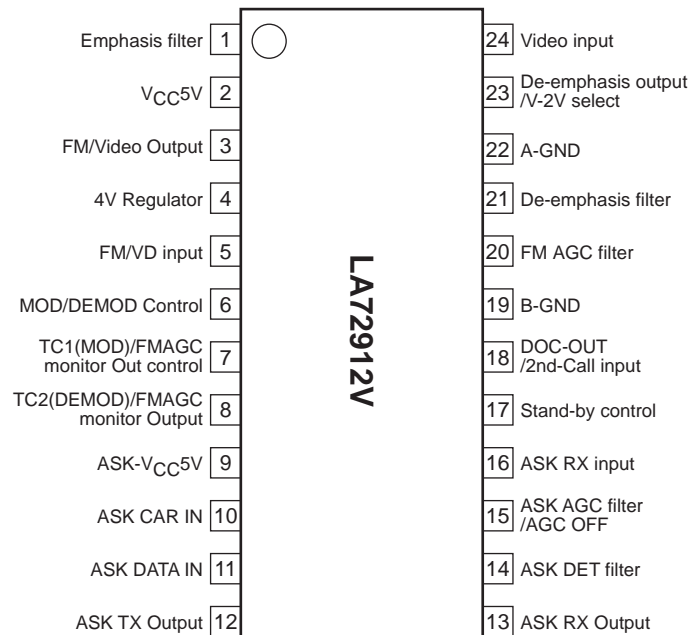 Emphasis filter 1
VCC5V 2
FM/Video Output 3
4V Regulator 4
FM/VD input 5
MOD/DEMOD Control 6
TC1(MOD)/FMAGC
monitor Out control 7
TC2(DEMOD)/FMAGC
monitor Output 8
ASK-VCC5V 9
ASK CAR IN 10
ASK DATA IN 11
ASK TX Output 12
LA72912V
24 Video input
23 De-emphasis output
/V-2V select
22 A-GND
21 De-emphasis filter
20 FM AGC filter
19 B-GND
18 DOC-OUT
/2nd-Call input
17 Stand-by control
16 ASK RX input
15 ASK AGC filter
/AGC OFF
14 ASK DET filter
13 ASK RX Output